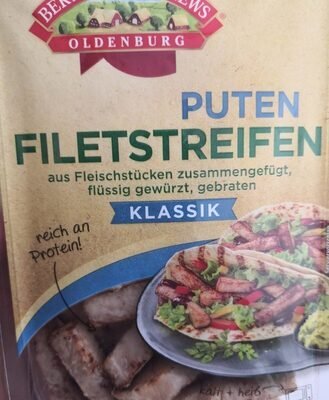 OLDENBURG
PUTEN
FILETSTREIFEN
aus Fleischstücken zusammengefügt,
flüssig gewürzt, gebraten
KLASSIK
reich an
Protein!
kalt + heiß